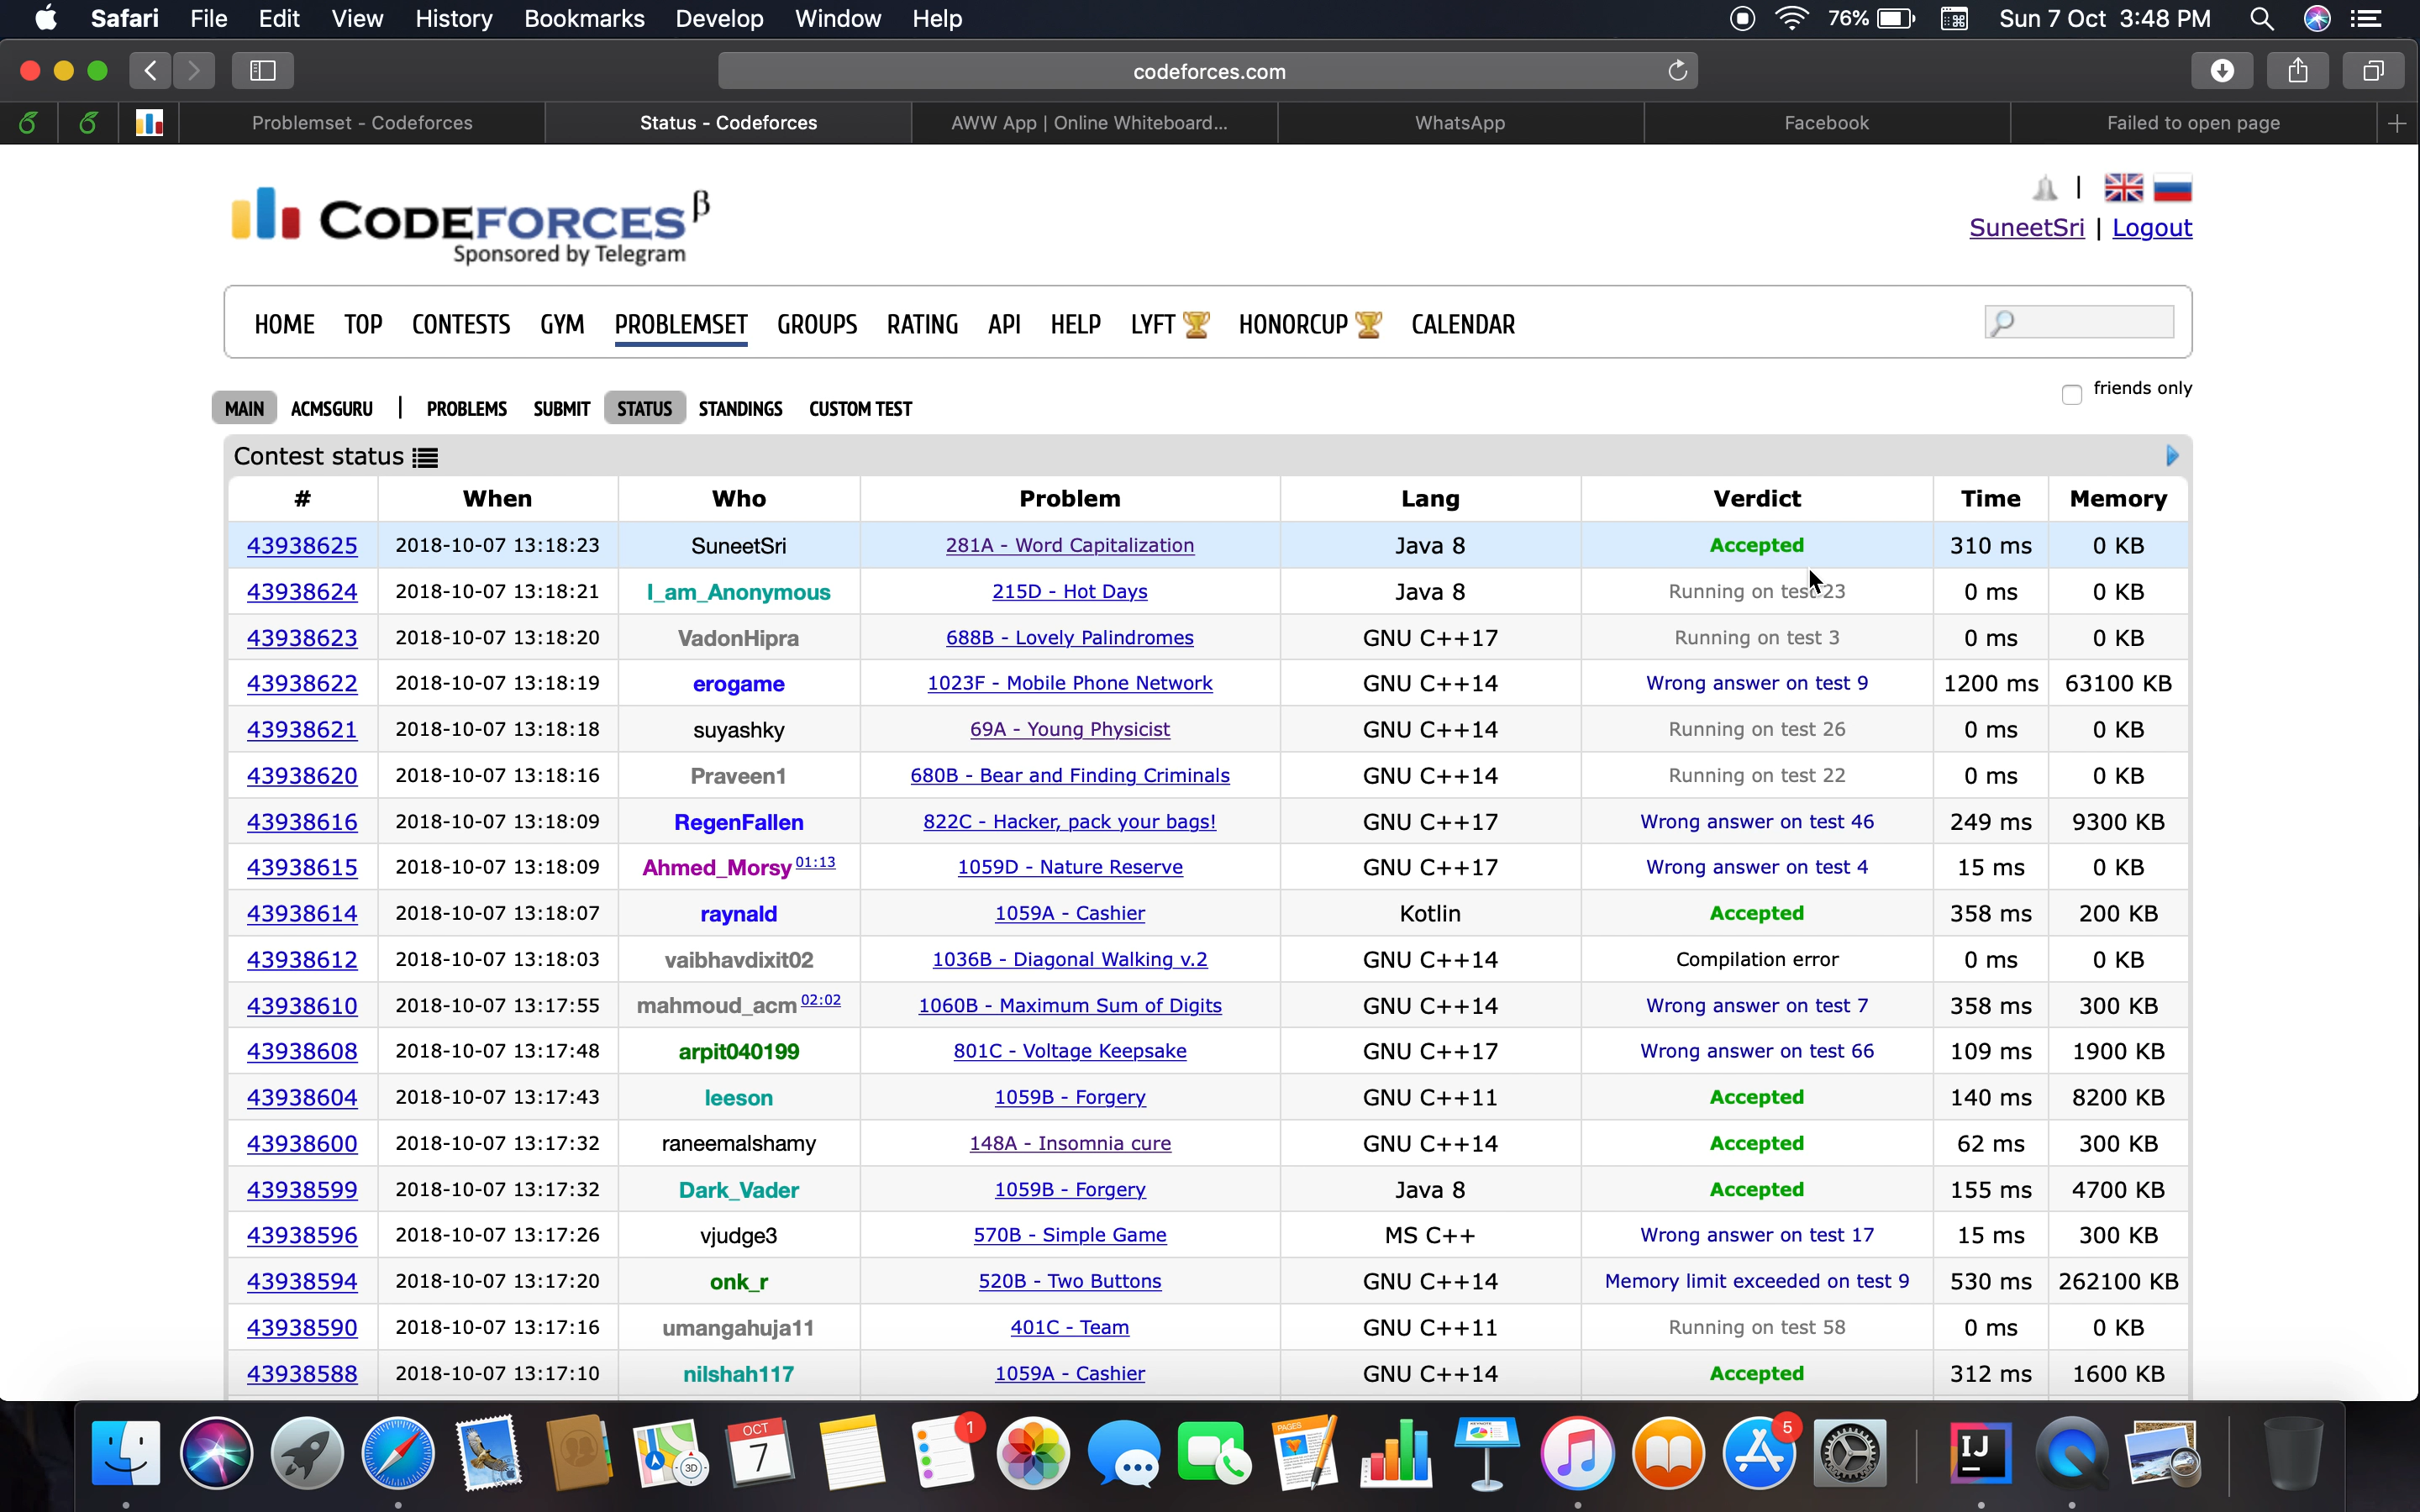 Safari File Edit View History Bookmarks Develop Window Help 76% Sun 7 Oct 3:48 PM
codeforces.com
Problemset - Codeforces Status - Codeforces AWW App | Online Whiteboard... WhatsApp Facebook Failed to open page
CODEFORCES β
Sponsored by Telegram
|
SuneetSri | Logout
HOME TOP CONTESTS GYM PROBLEMSET GROUPS RATING API HELP LYFT HONORCUP CALENDAR
MAIN ACMSGURU | PROBLEMS SUBMIT STATUS STANDINGS CUSTOM TEST friends only
Contest status
# When Who Problem Lang Verdict Time Memory
43938625 2018-10-07 13:18:23 SuneetSri 281A - Word Capitalization Java 8 Accepted 310 ms 0 KB
43938624 2018-10-07 13:18:21 I_am_Anonymous 215D - Hot Days Java 8 Running on test 23 0 ms 0 KB
43938623 2018-10-07 13:18:20 VadonHipra 688B - Lovely Palindromes GNU C++17 Running on test 3 0 ms 0 KB
43938622 2018-10-07 13:18:19 erogame 1023F - Mobile Phone Network GNU C++14 Wrong answer on test 9 1200 ms 63100 KB
43938621 2018-10-07 13:18:18 suyashky 69A - Young Physicist GNU C++14 Running on test 26 0 ms 0 KB
43938620 2018-10-07 13:18:16 Praveen1 680B - Bear and Finding Criminals GNU C++14 Running on test 22 0 ms 0 KB
43938616 2018-10-07 13:18:09 RegenFallen 822C - Hacker, pack your bags! GNU C++17 Wrong answer on test 46 249 ms 9300 KB
43938615 2018-10-07 13:18:09 Ahmed_Morsy 01:13 1059D - Nature Reserve GNU C++17 Wrong answer on test 4 15 ms 0 KB
43938614 2018-10-07 13:18:07 raynald 1059A - Cashier Kotlin Accepted 358 ms 200 KB
43938612 2018-10-07 13:18:03 vaibhavdixit02 1036B - Diagonal Walking v.2 GNU C++14 Compilation error 0 ms 0 KB
43938610 2018-10-07 13:17:55 mahmoud_acm 02:02 1060B - Maximum Sum of Digits GNU C++14 Wrong answer on test 7 358 ms 300 KB
43938608 2018-10-07 13:17:48 arpit040199 801C - Voltage Keepsake GNU C++17 Wrong answer on test 66 109 ms 1900 KB
43938604 2018-10-07 13:17:43 leeson 1059B - Forgery GNU C++11 Accepted 140 ms 8200 KB
43938600 2018-10-07 13:17:32 raneemalshamy 148A - Insomnia cure GNU C++14 Accepted 62 ms 300 KB
43938599 2018-10-07 13:17:32 Dark_Vader 1059B - Forgery Java 8 Accepted 155 ms 4700 KB
43938596 2018-10-07 13:17:26 vjudge3 570B - Simple Game MS C++ Wrong answer on test 17 15 ms 300 KB
43938594 2018-10-07 13:17:20 onk_r 520B - Two Buttons GNU C++14 Memory limit exceeded on test 9 530 ms 262100 KB
43938590 2018-10-07 13:17:16 umangahuja11 401C - Team GNU C++11 Running on test 58 0 ms 0 KB
43938588 2018-10-07 13:17:10 nilshah117 1059A - Cashier GNU C++14 Accepted 312 ms 1600 KB
3D OCT 7 1 PAGES 5 IJ